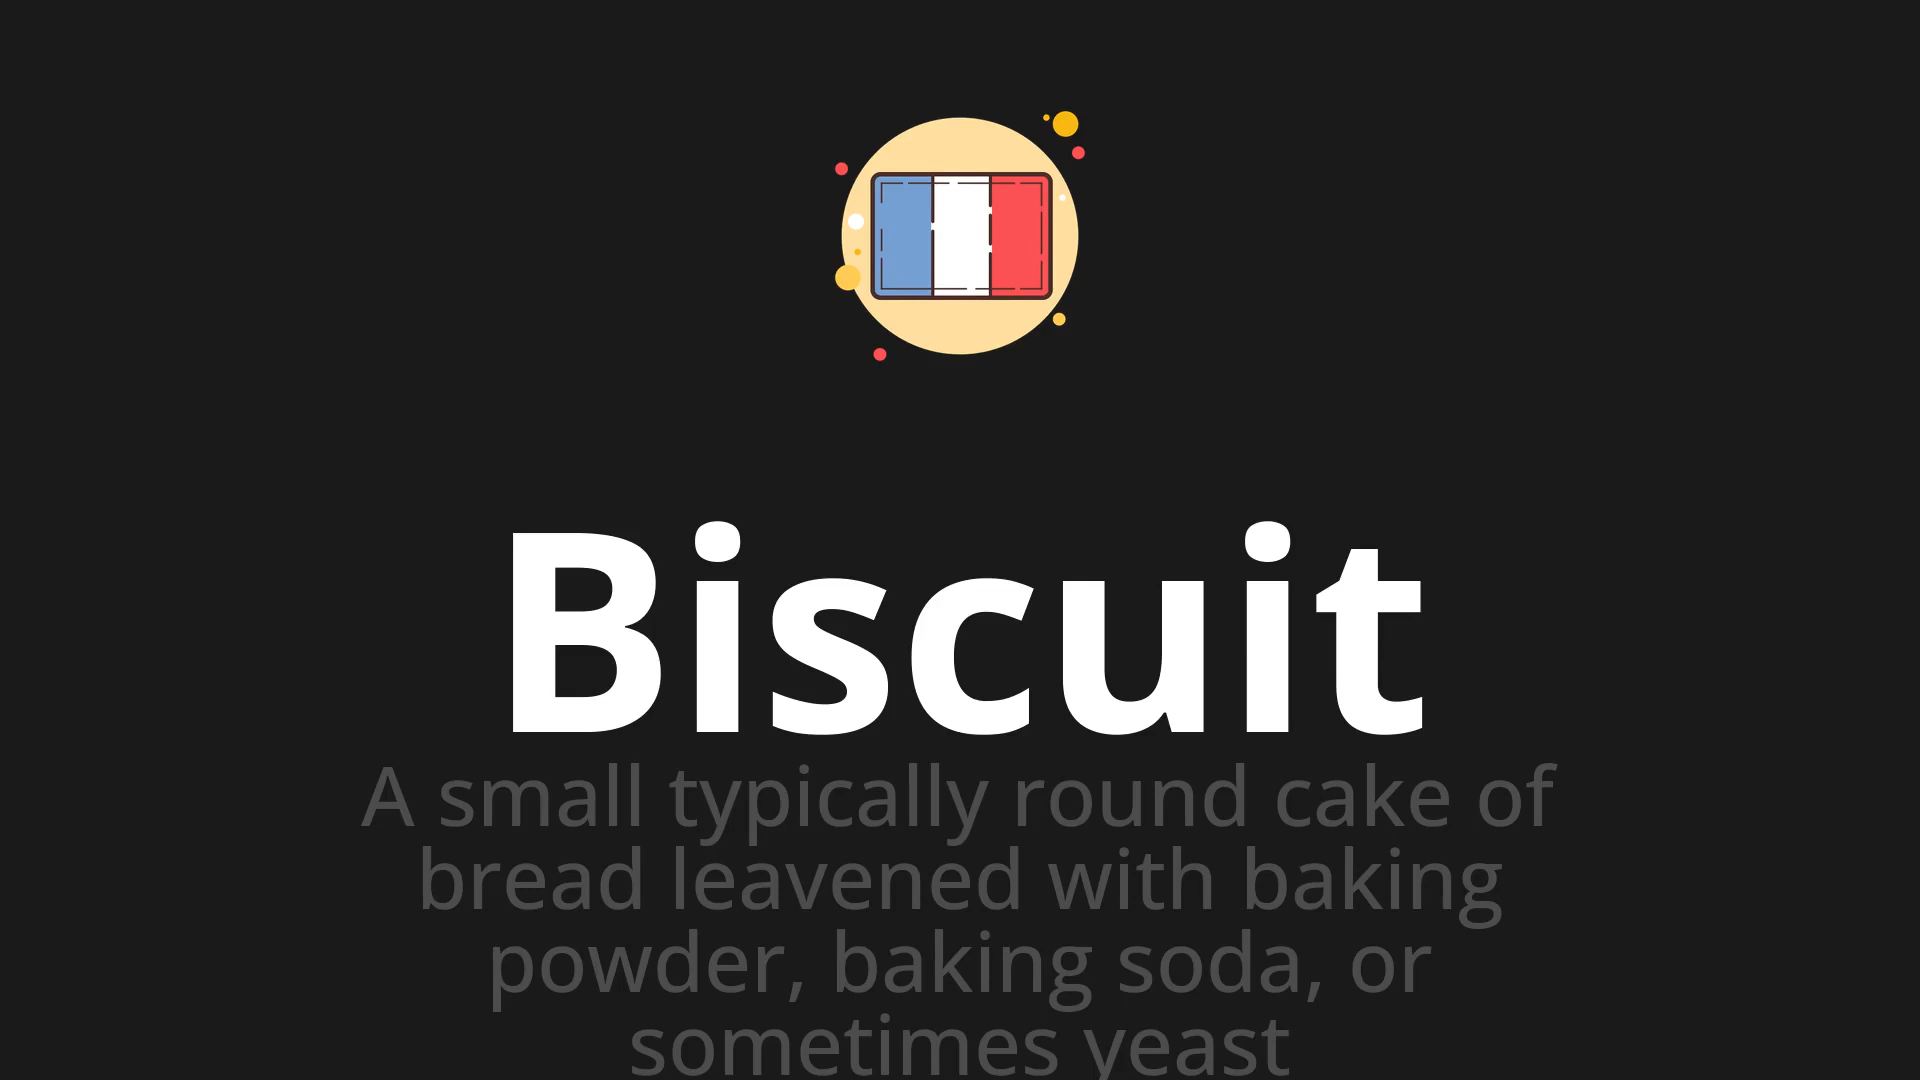 Biscuit
A small typically round cake of
bread leavened with baking
powder, baking soda, or
sometimes yeast